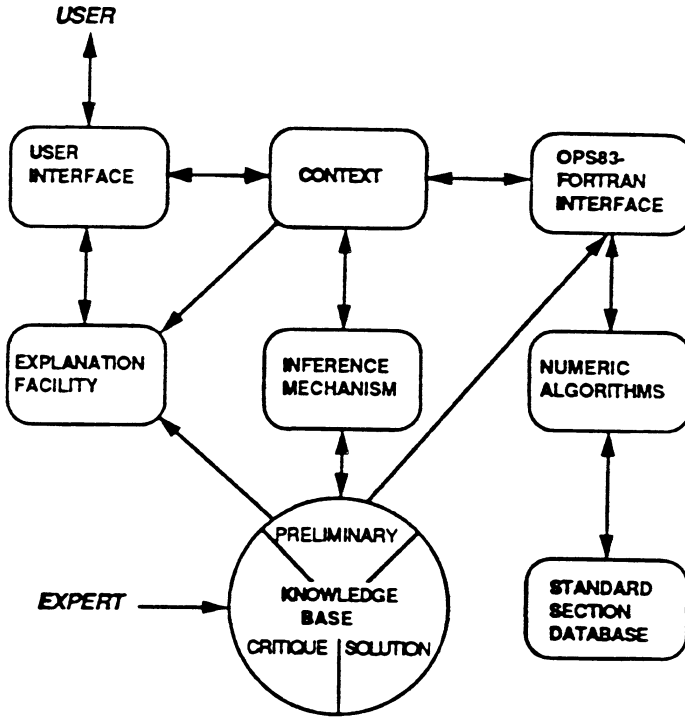 USER
USER
INTERFACE
CONTEXT
OPS83-
FORTRAN
INTERFACE
EXPLANATION
FACILITY
INFERENCE
MECHANISM
NUMERIC
ALGORITHMS
PRELIMINARY
EXPERT
KNOWLEDGE
BASE
CRITIQUE
SOLUTION
STANDARD
SECTION
DATABASE